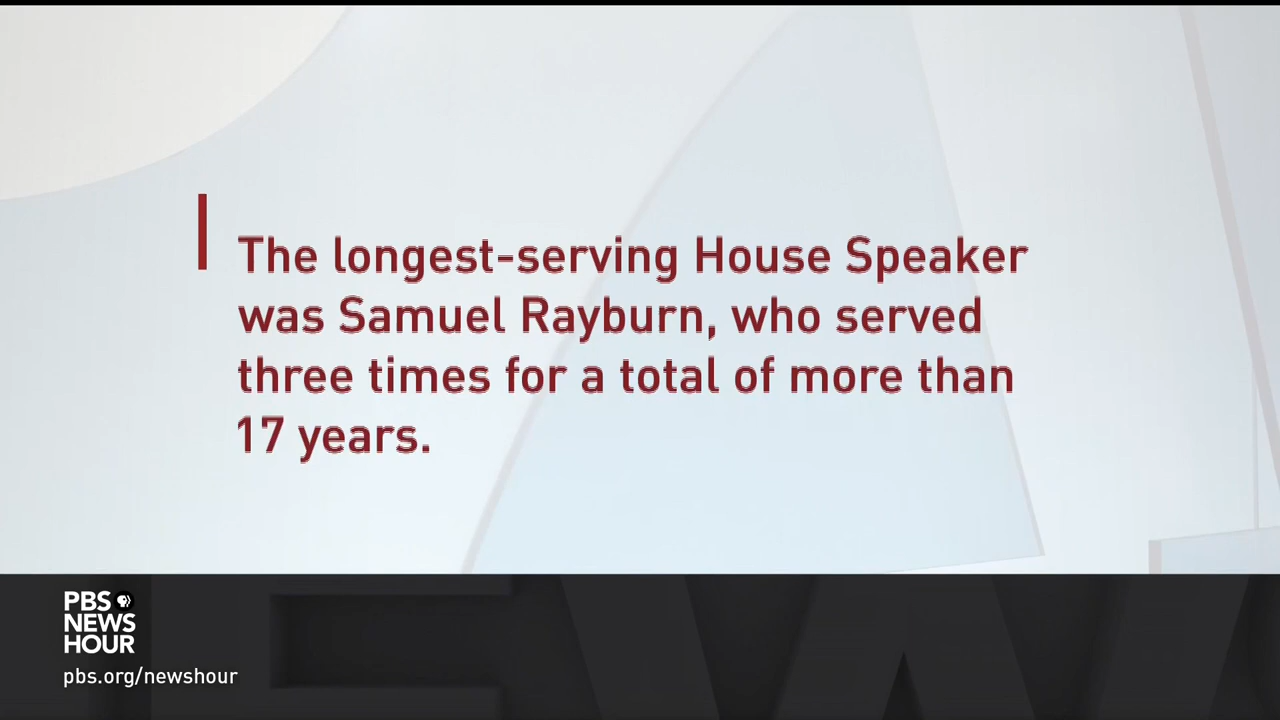 The longest-serving House Speaker
was Samuel Rayburn, who served
three times for a total of more than
17 years.
PBS
NEWS
HOUR
pbs.org/newshour